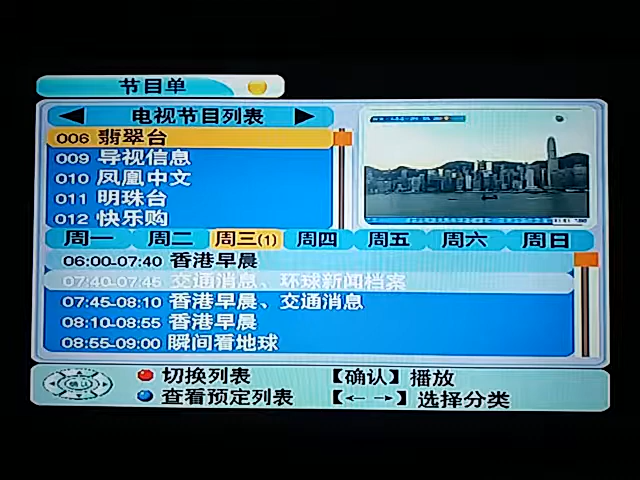 节目单
电视节目列表
006 翡翠台
009 导视信息
010 凤凰中文
011 明珠台
012 快乐购
周一 周二 周三(1) 周四 周五 周六 周日
06:00-07:40 香港早晨
07:40-07:45 交通消息、环球新闻档案
07:45-08:10 香港早晨、交通消息
08:10-08:55 香港早晨
08:55-09:00 瞬间看地球
确认 切换列表 【确认】播放
查看预定列表 【←- -→】选择分类